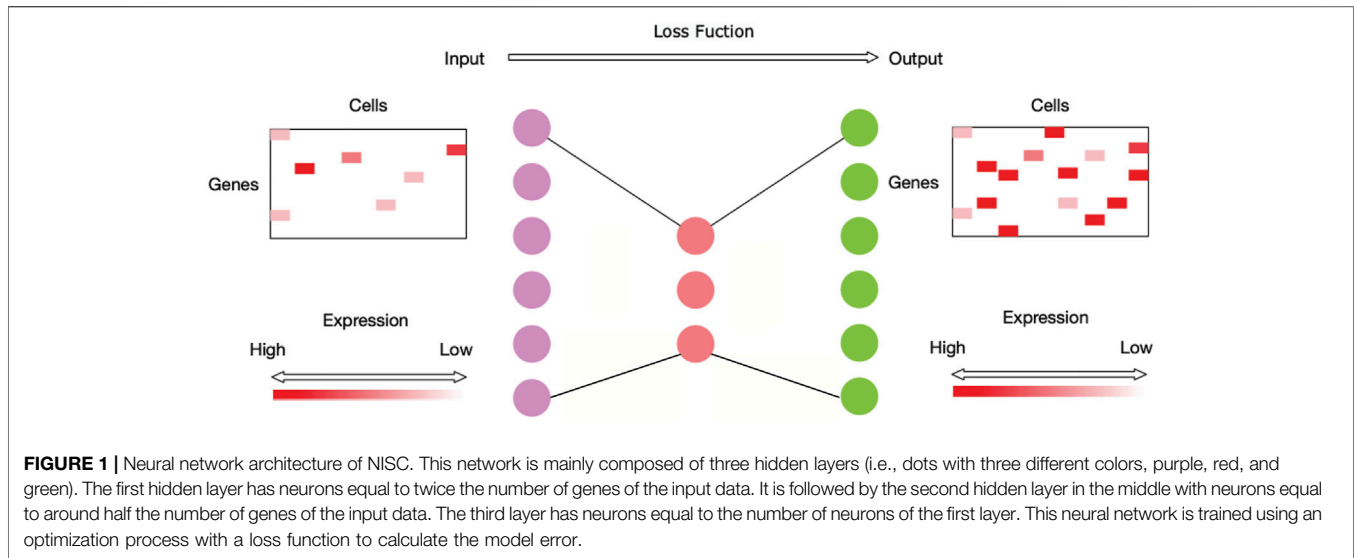 Loss Fuction
Input
Output
Cells
Genes
Expression
High
Low
Cells
Genes
Expression
High
Low
FIGURE 1 | Neural network architecture of NISC. This network is mainly composed of three hidden layers (i.e., dots with three different colors, purple, red, and
green). The first hidden layer has neurons equal to twice the number of genes of the input data. It is followed by the second hidden layer in the middle with neurons equal
to around half the number of genes of the input data. The third layer has neurons equal to the number of neurons of the first layer. This neural network is trained using an
optimization process with a loss function to calculate the model error.